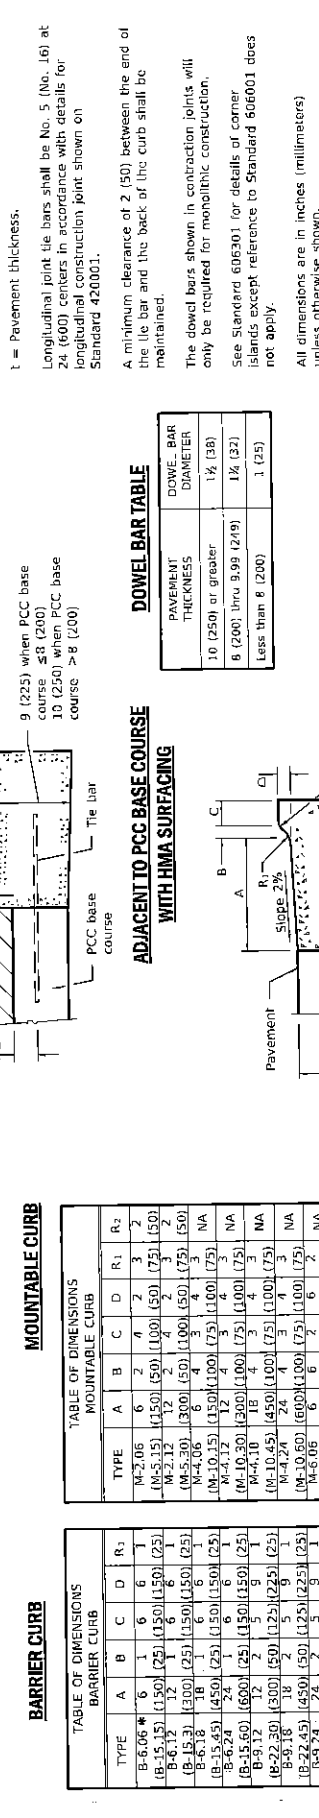 BARRIER CURB
TABLE OF DIMENSIONS
BARRIER CURB
TYPE A B C D R1
B-6.06 * 6 1 6 6 1
(B-15.15) (150) (25) (150) (150) (25)
B-6.12 12 1 6 6 1
(B-15.3) (300) (25) (150) (150) (25)
B-6.18 18 1 6 6 1
(B-15.45) (450) (25) (150) (150) (25)
B-6.24 24 1 6 6 1
(B-15.60) (600) (25) (150) (150) (25)
B-9.12 12 2 5 9 1
(B-22.30) (300) (50) (125) (225) (25)
B-9.18 18 2 5 9 1
(B-22.45) (450) (50) (125) (225) (25)
B-9.24 24 2 5 9 1
MOUNTABLE CURB
TABLE OF DIMENSIONS
MOUNTABLE CURB
TYPE A B C D R1 R2
M-2.06 6 2 4 2 3 2
(M-5.15) (150) (50) (100) (50) (75) (50)
M-2.12 12 2 4 2 3 2
(M-5.30) (300) (50) (100) (50) (75) (50)
M-4.06 6 4 3 4 3 NA
(M-10.15) (150) (100) (75) (100) (75)
M-4.12 12 4 3 4 3 NA
(M-10.30) (300) (100) (75) (100) (75)
M-4.18 18 4 3 4 3 NA
(M-10.45) (450) (100) (75) (100) (75)
M-4.24 24 4 3 4 3 NA
(M-10.60) (600) (100) (75) (100) (75)
M-6.06 6 6 2 6 2 NA
PCC base
course
Tie bar
9 (225) when PCC base
course ≤8 (200)
10 (250) when PCC base
course >8 (200)
ADJACENT TO PCC BASE COURSE
WITH HMA SURFACING
Pavement
Slope 2%
R1
A
B
C
D
DOWEL BAR TABLE
PAVEMENT THICKNESS DOWEL BAR DIAMETER
10 (250) or greater 1½ (38)
8 (200) thru 9.99 (249) 1¼ (32)
Less than 8 (200) 1 (25)
t = Pavement thickness.
Longitudinal joint tie bars shall be No. 5 (No. 16) at
24 (600) centers in accordance with details for
longitudinal construction joint shown on
Standard 420001.
A minimum clearance of 2 (50) between the end of
the tie bar and the back of the curb shall be
maintained.
The dowel bars shown in contraction joints will
only be required for monolithic construction.
See Standard 606301 for details of corner
islands except reference to Standard 606001 does
not apply.
All dimensions are in inches (millimeters)
unless otherwise shown.